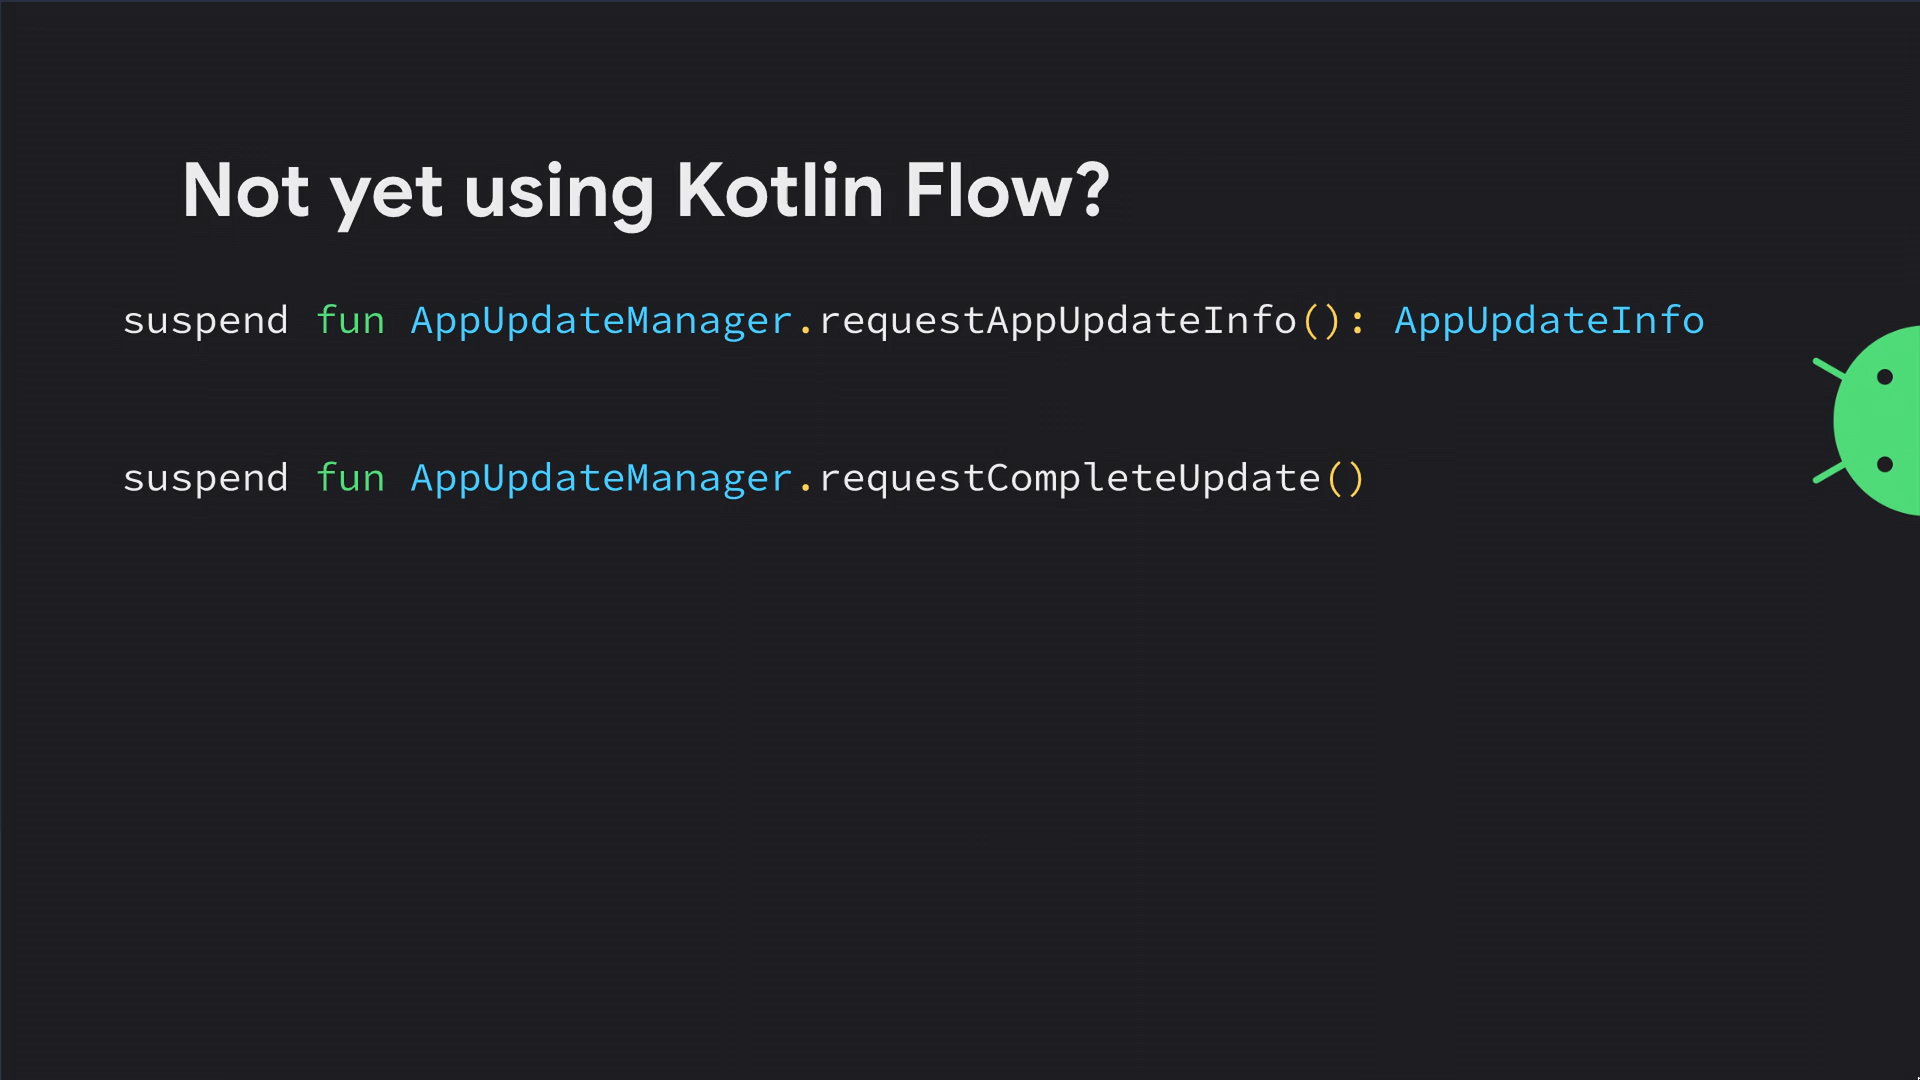 Not yet using Kotlin Flow?
suspend fun AppUpdateManager.requestAppUpdateInfo(): AppUpdateInfo
suspend fun AppUpdateManager.requestCompleteUpdate()